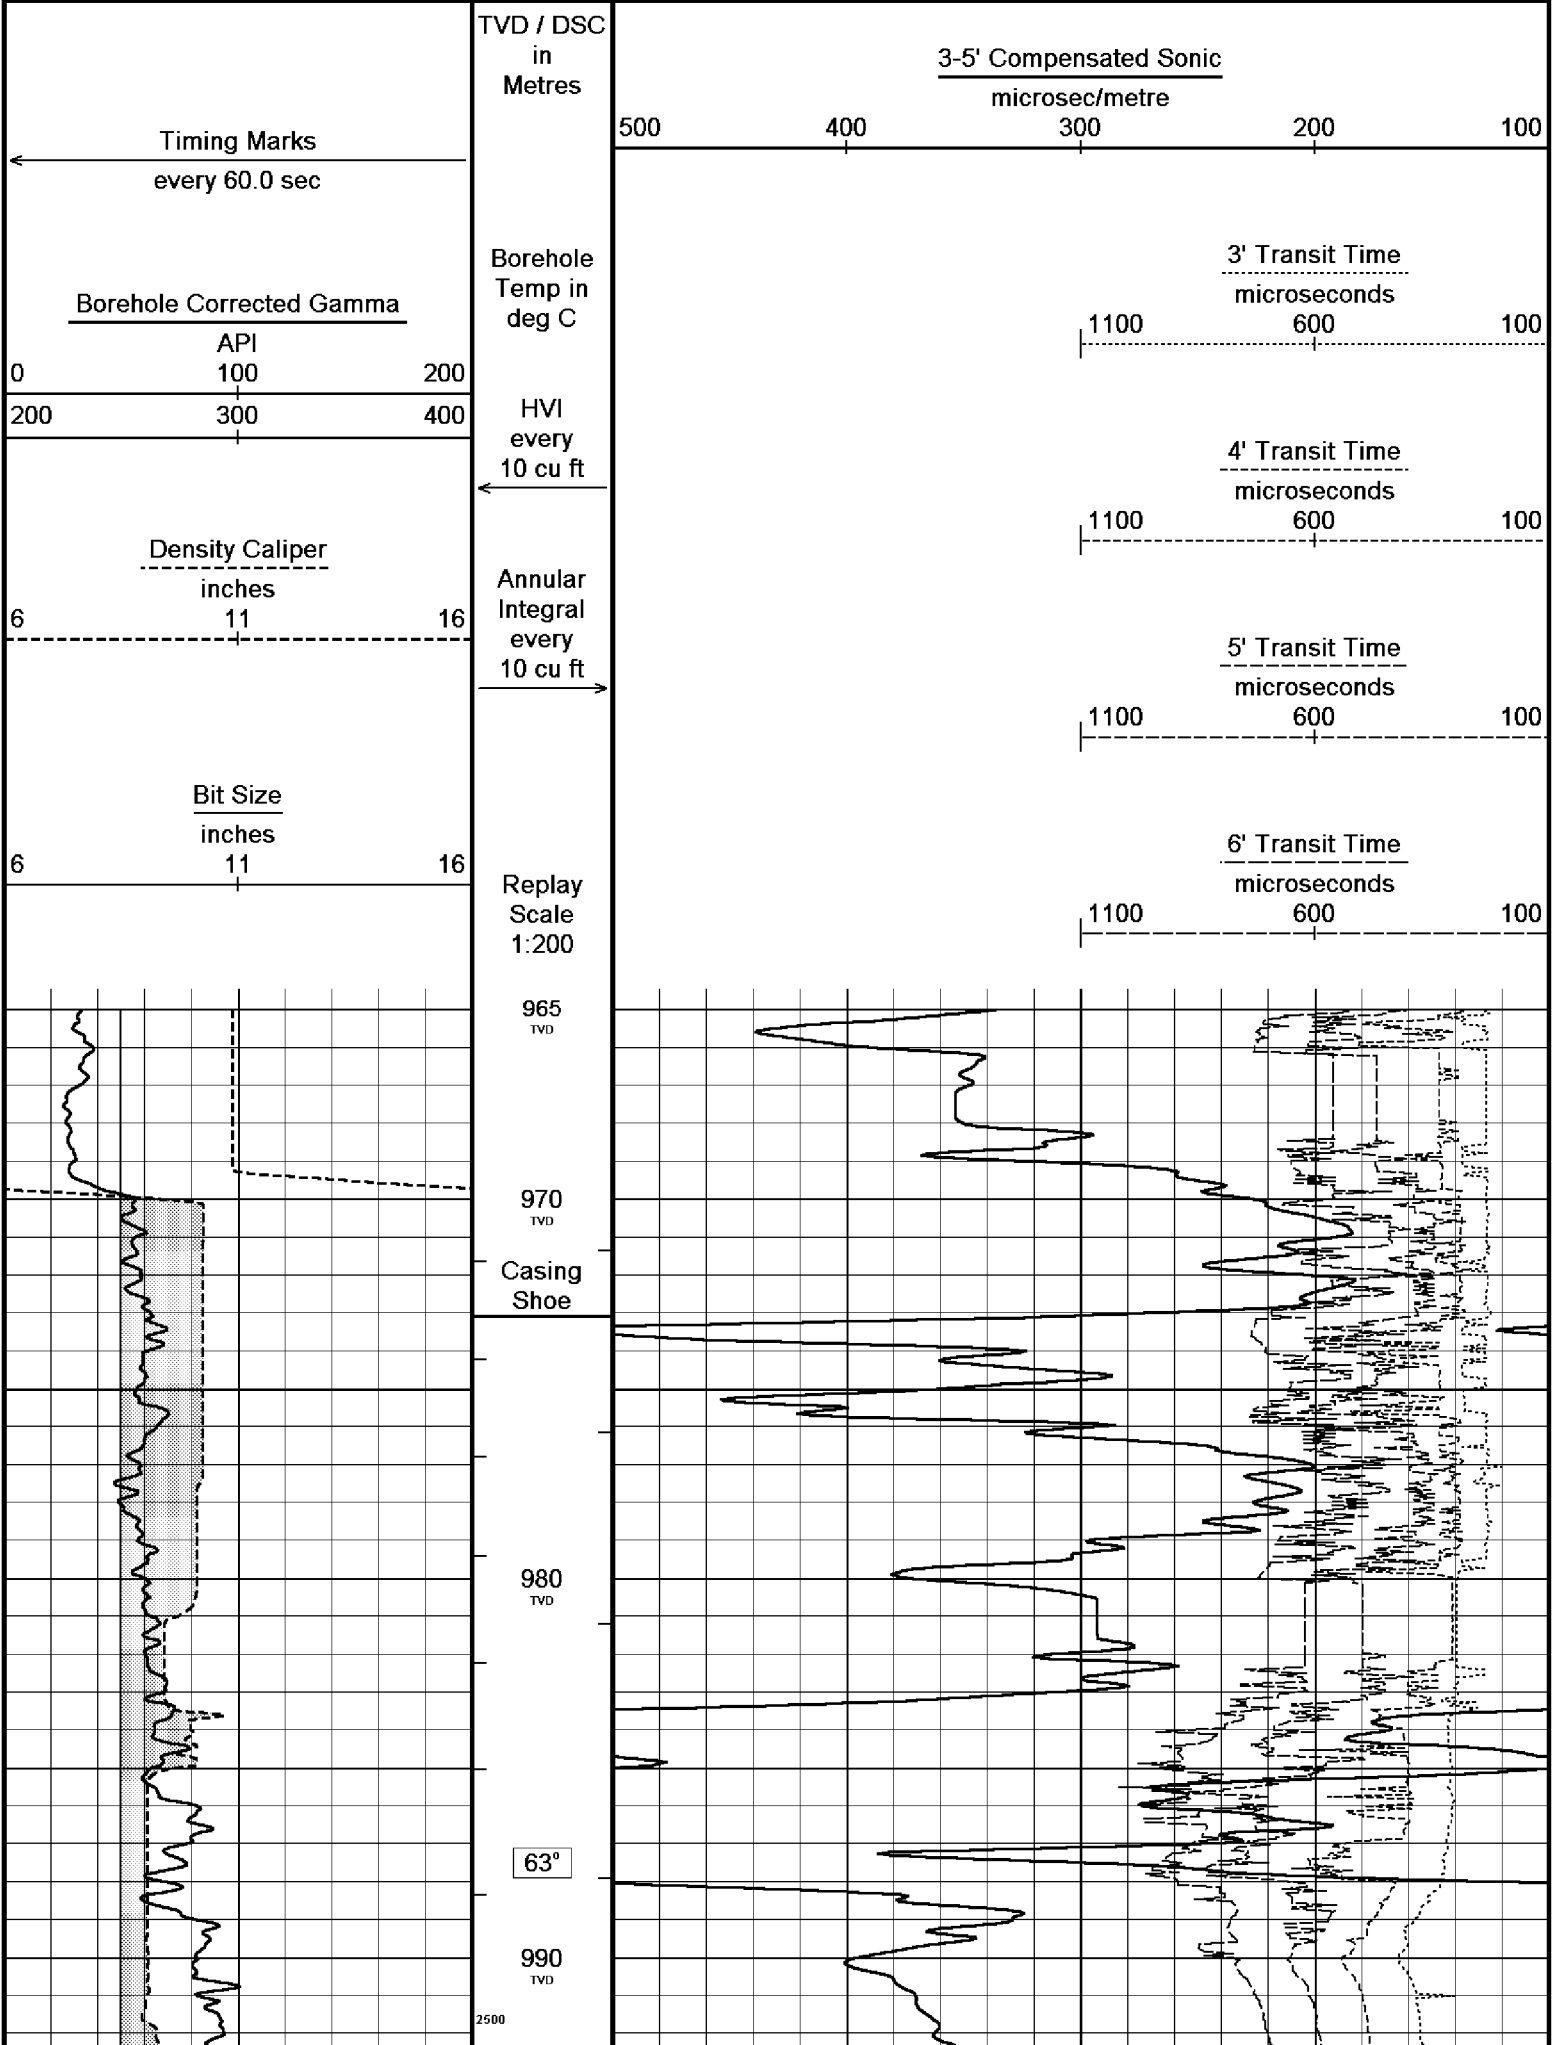 Timing Marks
every 60.0 sec
Borehole Corrected Gamma
API
0 100 200
200 300 400
Density Caliper
inches
6 11 16
Bit Size
inches
6 11 16
TVD / DSC
in
Metres
Borehole
Temp in
deg C
HVI
every
10 cu ft
Annular
Integral
every
10 cu ft
Replay
Scale
1:200
3-5' Compensated Sonic
microsec/metre
500 400 300 200 100
3' Transit Time
microseconds
1100 600 100
4' Transit Time
microseconds
1100 600 100
5' Transit Time
microseconds
1100 600 100
6' Transit Time
microseconds
1100 600 100
965
TVD
970
TVD
Casing
Shoe
980
TVD
63°
990
TVD
2500